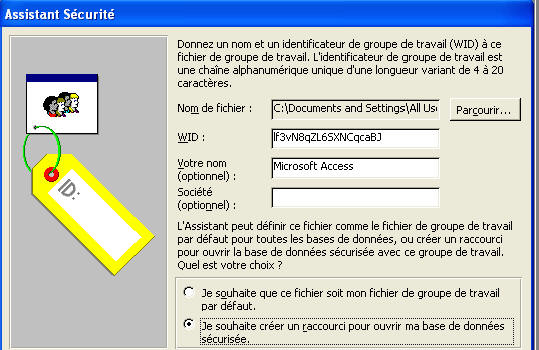 Assistant Sécurité
Donnez un nom et un identificateur de groupe de travail (WID) à ce
fichier de groupe de travail. L'identificateur de groupe de travail est
une chaîne alphanumérique unique d'une longueur variant de 4 à 20
caractères.
Nom de fichier : C:\Documents and Settings\All Use Parcourir...
WID : lf3vN8qZL6SXNCqcaBJ
Votre nom
(optionnel) : Microsoft Access
Société
(optionnel) :
L'Assistant peut définir ce fichier comme le fichier de groupe de travail
par défaut pour toutes les bases de données, ou créer un raccourci
pour ouvrir la base de données sécurisée avec ce groupe de travail.
Quel est votre choix ?
Je souhaite que ce fichier soit mon fichier de groupe de travail
par défaut.
Je souhaite créer un raccourci pour ouvrir ma base de données
sécurisée.
ID: